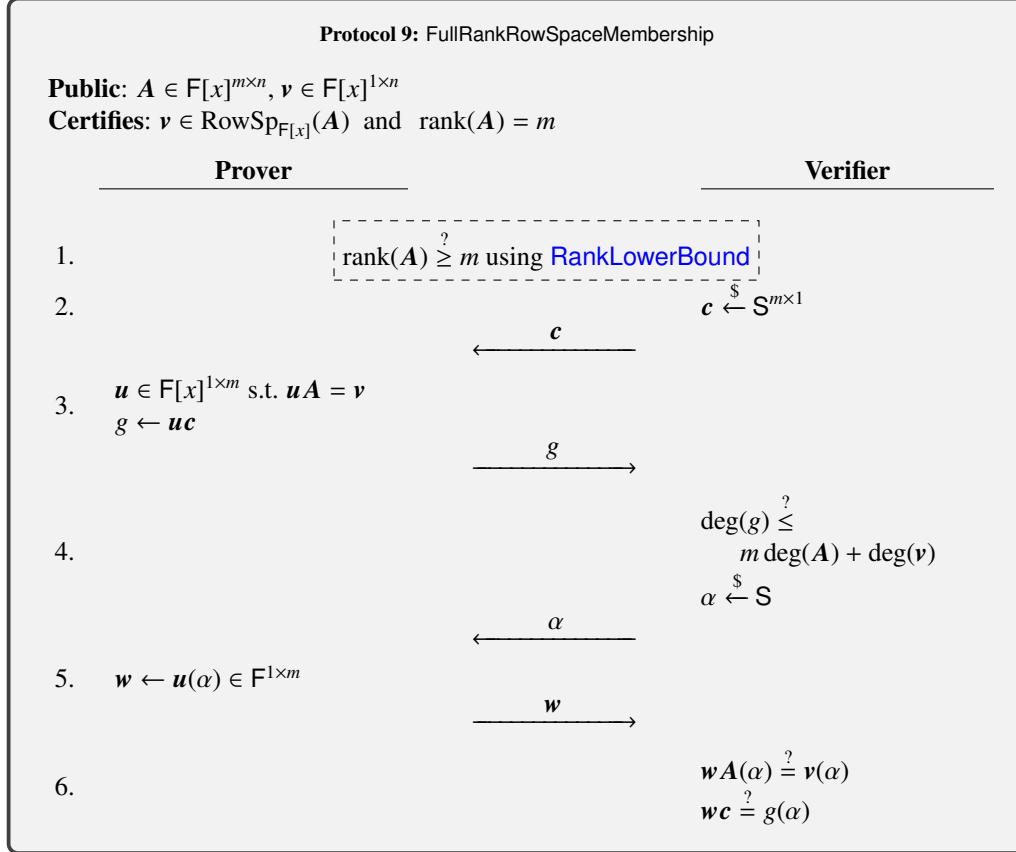 Protocol 9: FullRankRowSpaceMembership
Public: A ∈ F[x]^{m×n}, v ∈ F[x]^{1×n}
Certifies: v ∈ RowSp_{F[x]}(A) and rank(A) = m
Prover Verifier
1. rank(A) ≥^? m using RankLowerBound
2. c ←^$ S^{m×1}
c
3. u ∈ F[x]^{1×m} s.t. uA = v
g ← uc
g
4. deg(g) ≤^?
m deg(A) + deg(v)
α ←^$ S
α
5. w ← u(α) ∈ F^{1×m}
w
6. wA(α) =^? v(α)
wc =^? g(α)